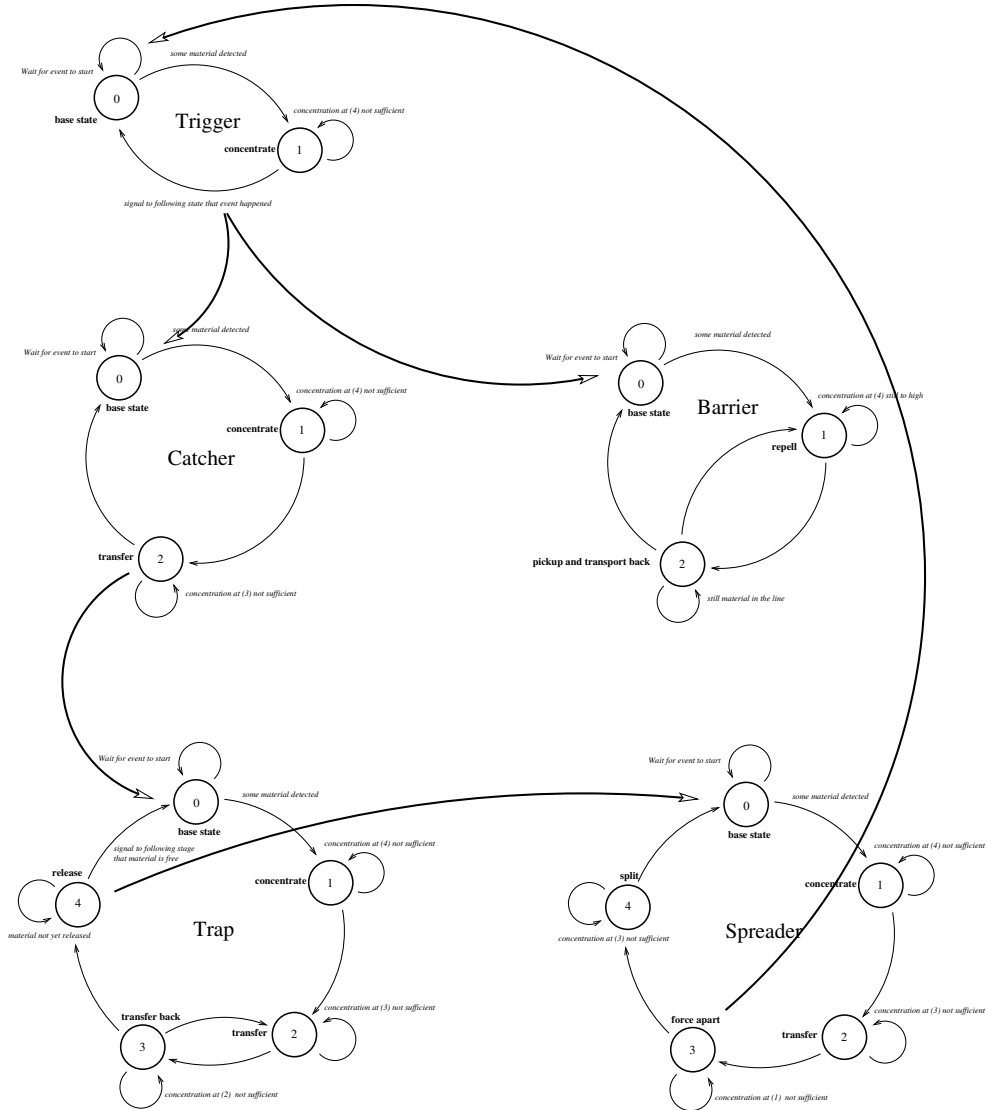 some material detected
Wait for event to start
0
base state
Trigger
concentration at (4) not sufficient
concentrate
1
signal to following state that event happened
some material detected
Wait for event to start
0
base state
concentration at (4) not sufficient
concentrate
1
Catcher
transfer
2
concentration at (3) not sufficient
some material detected
Wait for event to start
0
base state
Barrier
concentration at (4) still to high
1
repell
pickup and transport back
2
still material in the line
Wait for event to start
0
some material detected
base state
signal to following stage
that material is free
concentration at (4) not sufficient
release
concentrate
1
4
Trap
material not yet released
concentration at (3) not sufficient
transfer back
transfer
2
3
concentration at (2) not sufficient
Wait for event to start
0
some material detected
base state
concentration at (4) not sufficient
split
concentrate
1
4
Spreader
concentration at (3) not sufficient
concentration at (3) not sufficient
force apart
transfer
2
3
concentration at (1) not sufficient